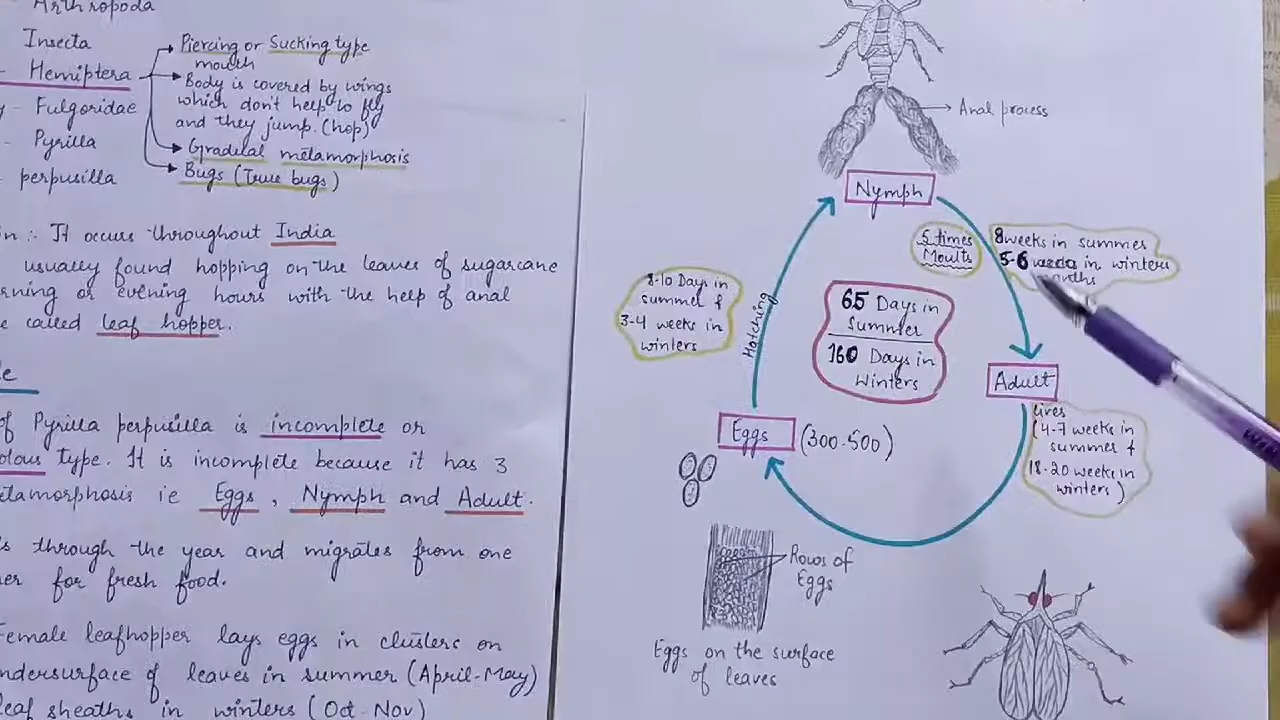 Arthropoda
Insecta
Hemiptera
Fulgoridae
Pyrilla
perpusilla
Piercing or Sucking type
mouth
Body is covered by wings
which don't help to fly
and they jump. (hop)
Gradual metamorphosis
Bugs (True bugs)
It occurs throughout India
usually found hopping on the leaves of sugarcane
or evening hours with the help of anal
called leaf hopper.
of Pyrilla perpusilla is incomplete or
type. It is incomplete because it has 3
ie Eggs, Nymph and Adult.
through the year and migrates from one
for fresh food.
Female leafhopper lays eggs in clusters on
of leaves in summer (April-May)
leaf sheaths in winters (Oct-Nov)
Anal process
Nymph
5 times
Moults
8 weeks in summer
5-6 in winters
8-10 Days in
summer &
3-4 weeks in
winters
Hatching
65 Days in
Summer
160 Days in
Winters
Adult
lives
(4-7 weeks in
summer &
18-20 weeks in
winters)
Eggs (300-500)
Rows of
Eggs
Eggs on the surface
of leaves